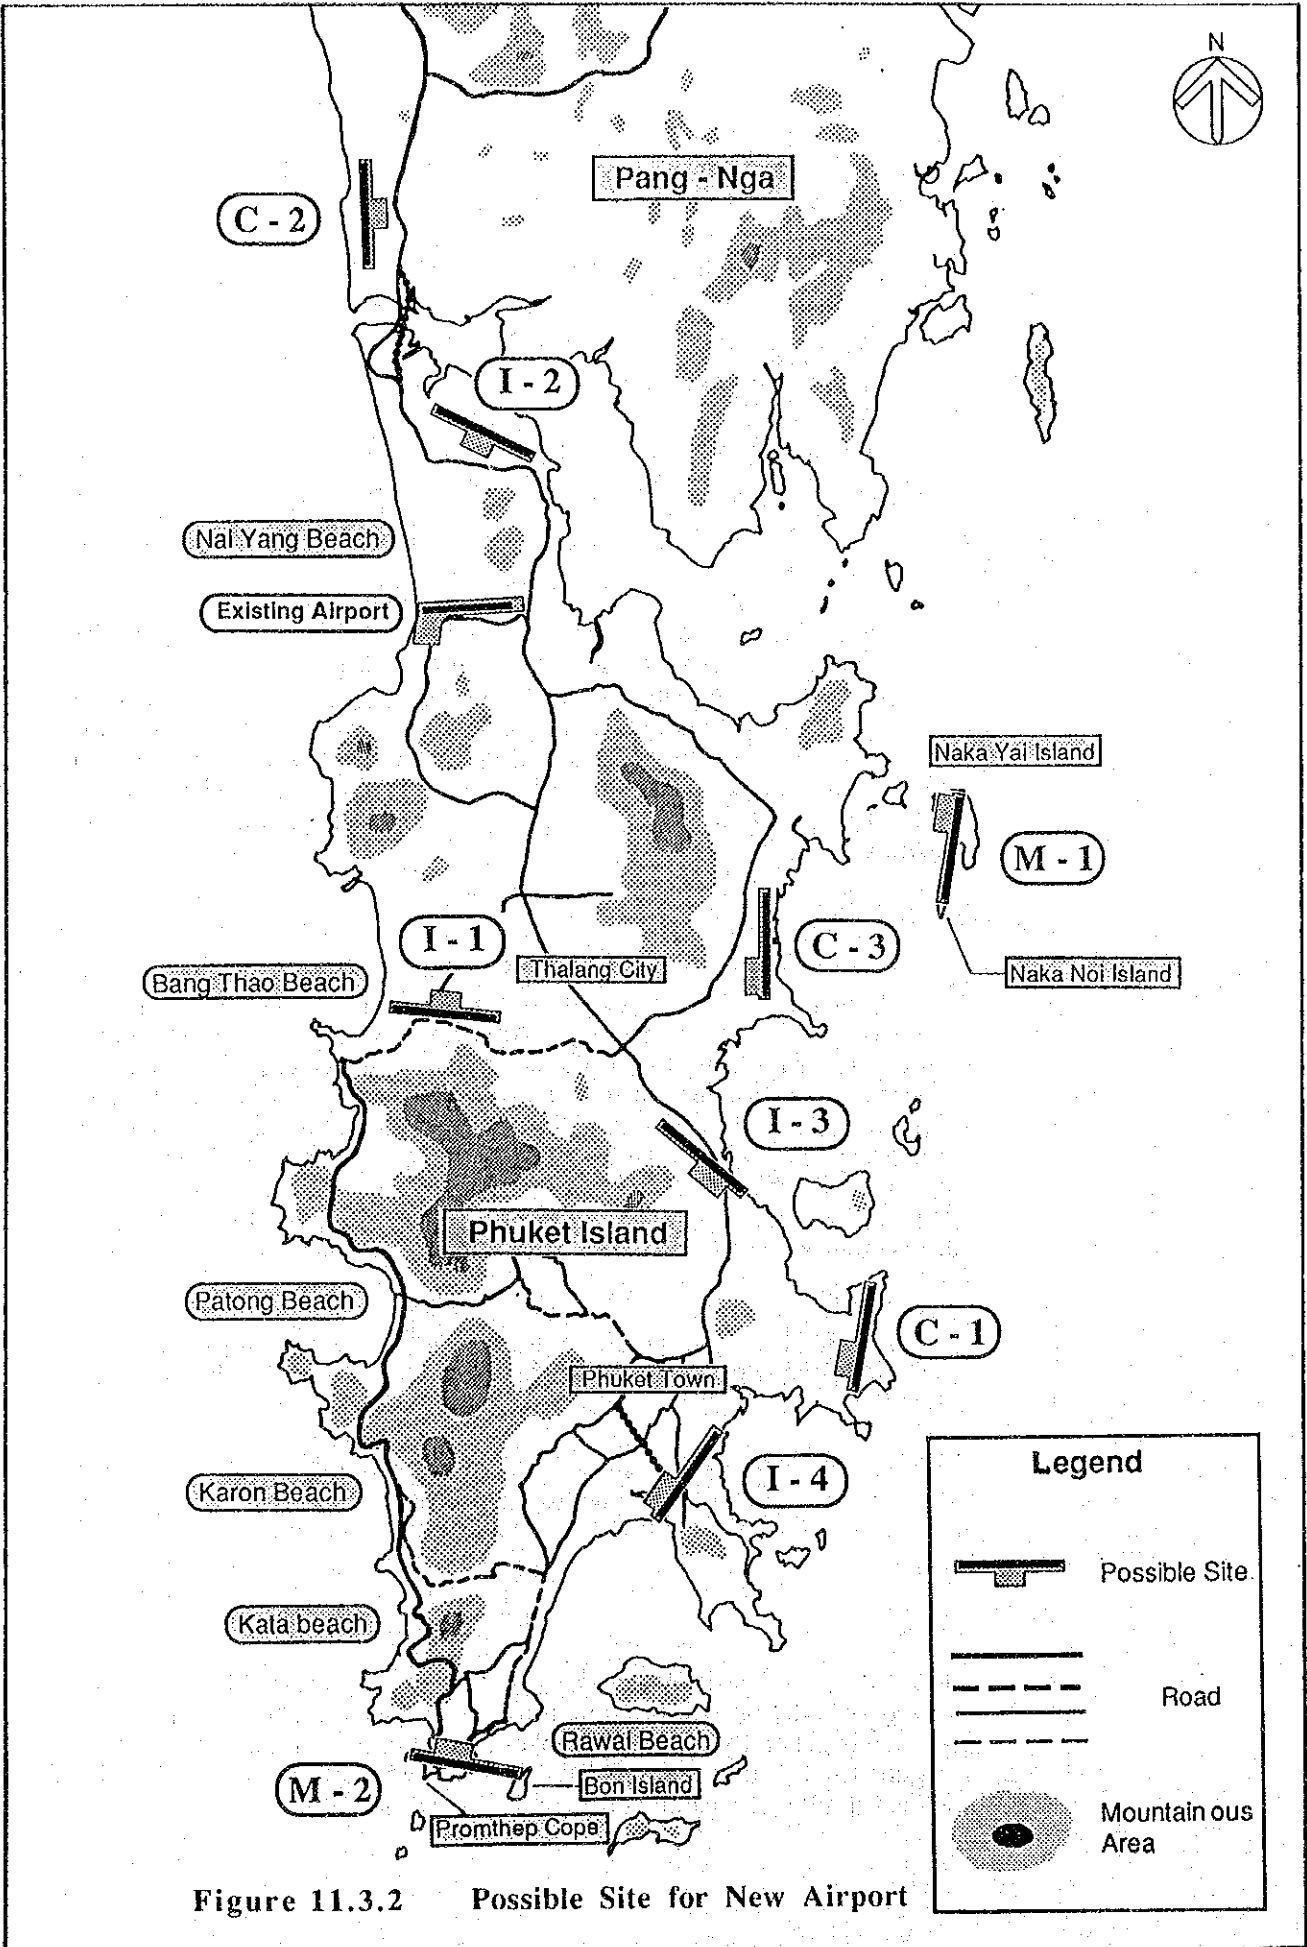 N
Pang - Nga
C - 2
I - 2
Nai Yang Beach
Existing Airport
Naka Yai Island
M - 1
I - 1
C - 3
Thalang City
Bang Thao Beach
Naka Noi Island
I - 3
Phuket Island
Patong Beach
C - 1
Phuket Town
Legend
I - 4
Karon Beach
Possible Site
Kata beach
Road
Rawai Beach
M - 2
Bon Island
Promthep Cope
Mountain ous
Area
Figure 11.3.2 Possible Site for New Airport